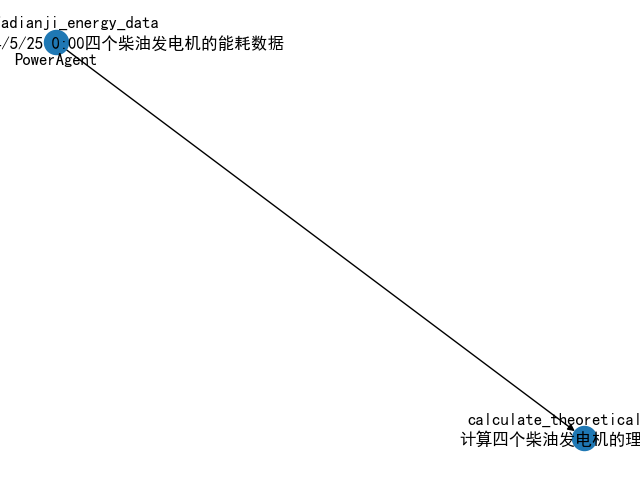 adianji_energy_data
/5/25 0:00四个柴油发电机的能耗数据
PowerAgent
calculate_theoretical
计算四个柴油发电机的理